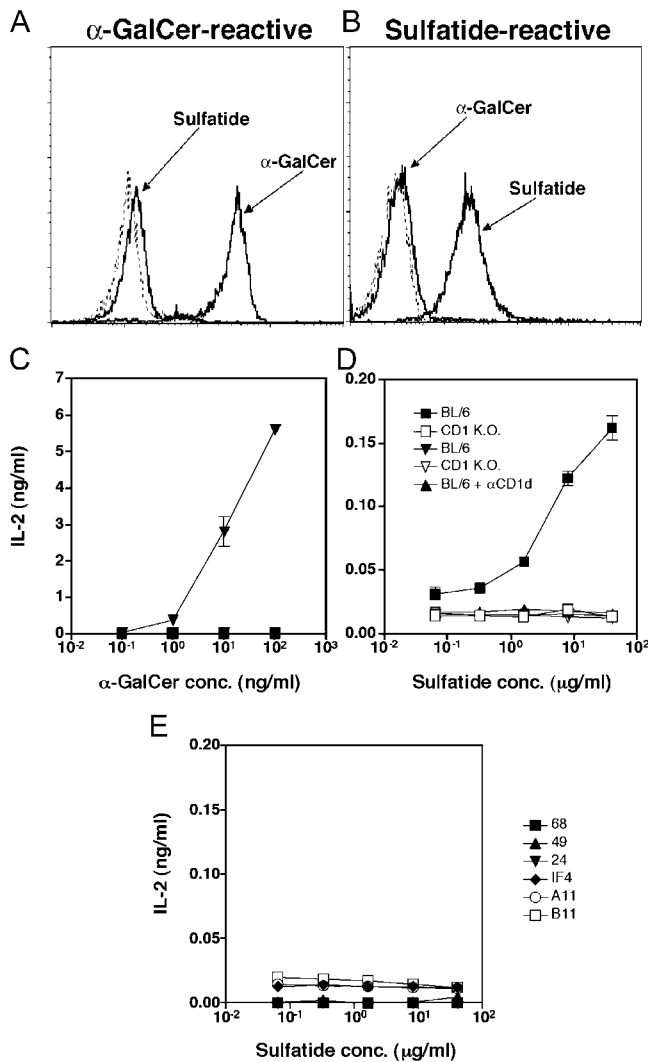 A
α-GalCer-reactive
B
Sulfatide-reactive
Sulfatide
α-GalCer
α-GalCer
Sulfatide
C
IL-2 (ng/ml)
7
6
5
4
3
2
1
0
10-2 10-1 100 101 102 103
α-GalCer conc. (ng/ml)
D
0.20
0.15
0.10
0.05
0.00
BL/6
CD1 K.O.
BL/6
CD1 K.O.
BL/6 + αCD1d
10-2 10-1 100 101 102
Sulfatide conc. (μg/ml)
E
IL-2 (ng/ml)
0.20
0.15
0.10
0.05
0.00
10-2 10-1 100 101 102
Sulfatide conc. (μg/ml)
68
49
24
IF4
A11
B11